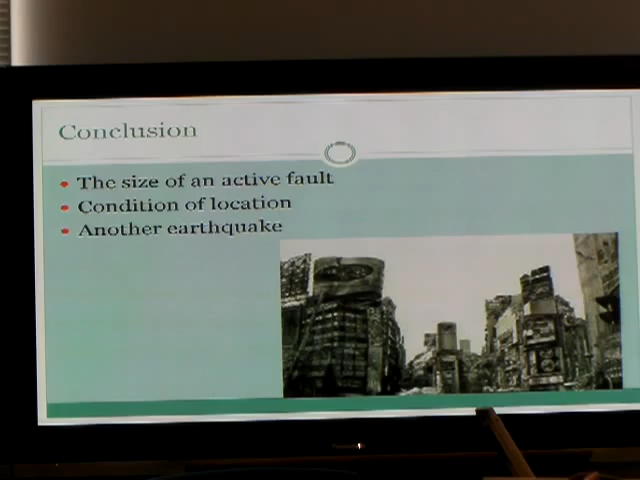 Conclusion
The size of an active fault
Condition of location
Another earthquake